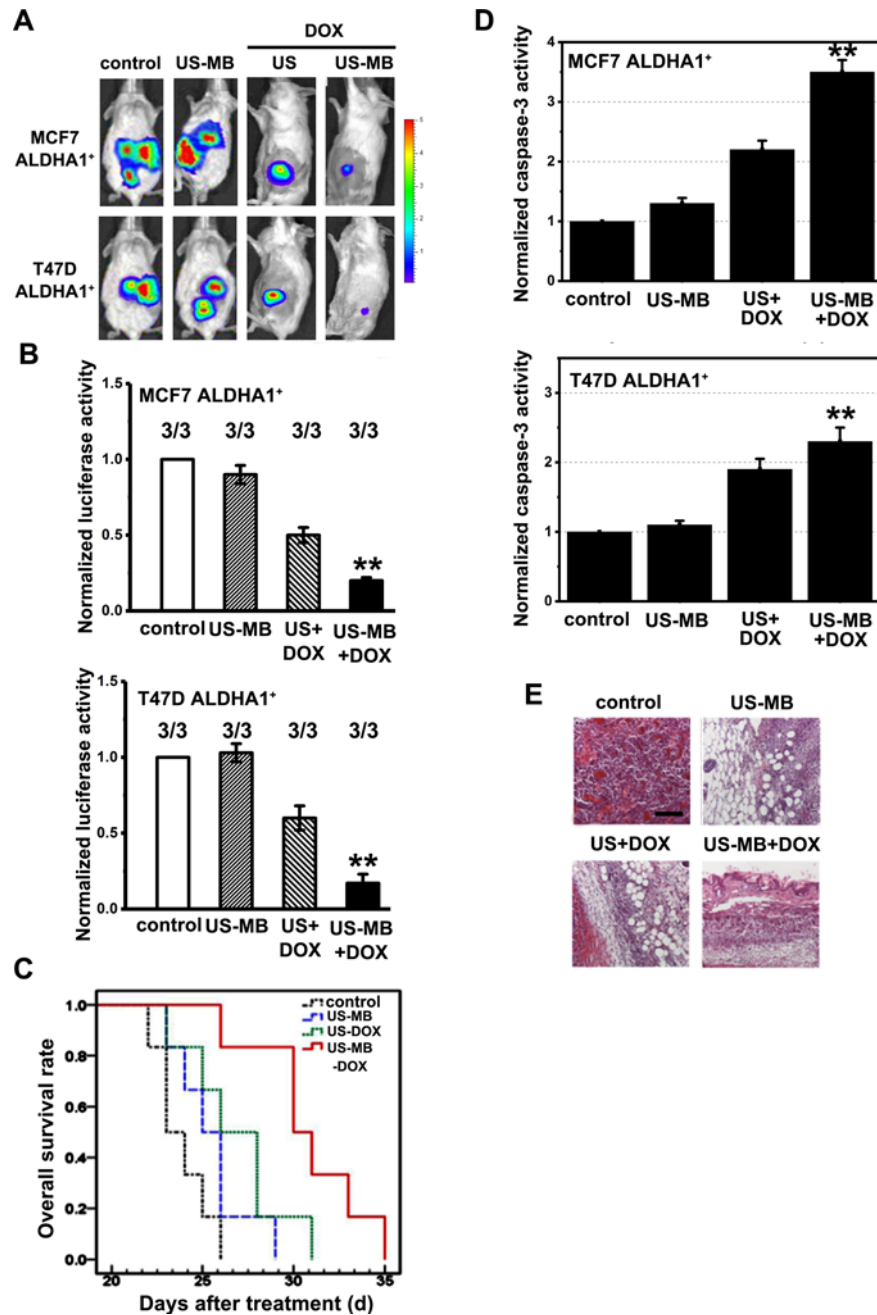 A
DOX
control
US-MB
US
US-MB
MCF7
ALDHA1+
T47D
ALDHA1+
5
4
3
2
1
B
Normalized luciferase activity
1.5
1.0
0.5
0.0
MCF7 ALDHA1+
3/3 3/3 3/3 3/3
**
control US-MB US+ DOX US-MB +DOX
Normalized luciferase activity
1.5
1.0
0.5
0.0
T47D ALDHA1+
3/3 3/3 3/3 3/3
**
control US-MB US+ DOX US-MB +DOX
C
Overall survival rate
1.0
0.8
0.6
0.4
0.2
0.0
control
US-MB
US-DOX
US-MB
-DOX
20 25 30 35
Days after treatment (d)
D
Normalized caspase-3 activity
4
3
2
1
0
MCF7 ALDHA1+
**
control US-MB US+ DOX US-MB +DOX
Normalized caspase-3 activity
3
2
1
0
T47D ALDHA1+
**
control US-MB US+ DOX US-MB +DOX
E
control
US-MB
US+DOX
US-MB+DOX